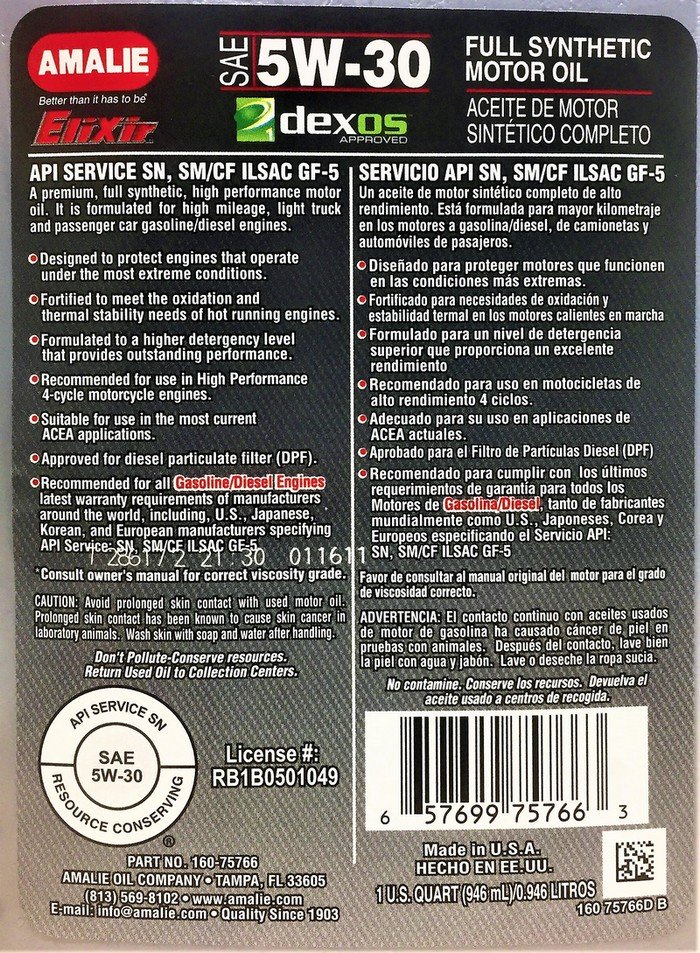 AMALIE
Better than it has to be®
Elixir
SAE 5W-30
dexos
APPROVED
FULL SYNTHETIC
MOTOR OIL
ACEITE DE MOTOR
SINTÉTICO COMPLETO
API SERVICE SN, SM/CF ILSAC GF-5
A premium, full synthetic, high performance motor
oil. It is formulated for high mileage, light truck
and passenger car gasoline/diesel engines.
Designed to protect engines that operate
under the most extreme conditions.
Fortified to meet the oxidation and
thermal stability needs of hot running engines.
Formulated to a higher detergency level
that provides outstanding performance.
Recommended for use in High Performance
4-cycle motorcycle engines.
Suitable for use in the most current
ACEA applications.
Approved for diesel particulate filter (DPF).
Recommended for all Gasoline/Diesel Engines
latest warranty requirements of manufacturers
around the world, including, U.S., Japanese,
Korean, and European manufacturers specifying
API Service: SN, SM/CF ILSAC GF-5
21:30 011611
*Consult owner's manual for correct viscosity grade.
CAUTION: Avoid prolonged skin contact with used motor oil.
Prolonged skin contact has been known to cause skin cancer in
laboratory animals. Wash skin with soap and water after handling.
Don't Pollute-Conserve resources.
Return Used Oil to Collection Centers.
API SERVICE SN
SAE
5W-30
RESOURCE CONSERVING
®
License #:
RB1B0501049
PART NO. 160-75766
AMALIE OIL COMPANY • TAMPA, FL 33605
(813) 569-8102 • www.amalie.com
E-mail: info@amalie.com • Quality Since 1903
SERVICIO API SN, SM/CF ILSAC GF-5
Un aceite de motor sintético completo de alto
rendimiento. Está formulada para mayor kilometraje
en los motores a gasolina/diesel, de camionetas y
automóviles de pasajeros.
Diseñado para proteger motores que funcionen
en las condiciones más extremas.
Fortificado para necesidades de oxidación y
estabilidad termal en los motores calientes en marcha
Formulado para un nivel de detergencia
superior que proporciona un excelente
rendimiento
Recomendado para uso en motocicletas de
alto rendimiento 4 ciclos.
Adecuado para su uso en aplicaciones de
ACEA actuales.
Aprobado para el Filtro de Partículas Diesel (DPF)
Recomendado para cumplir con los últimos
requerimientos de garantía para todos los
Motores de Gasolina/Diesel, tanto de fabricantes
mundialmente como U.S., Japoneses, Corea y
Europeos especificando el Servicio API:
SN, SM/CF ILSAC GF-5
Favor de consultar al manual original del motor para el grado
de viscosidad correcto.
ADVERTENCIA: El contacto continuo con aceites usados
de motor de gasolina ha causado cáncer de piel en
pruebas con animales. Después del contacto, lave bien
la piel con agua y jabón. Lave o deseche la ropa sucia.
No contamine. Conserve los recursos. Devuelva el
aceite usado a centros de recogida.
6 57699 75766 3
Made in U.S.A.
HECHO EN EE.UU.
1 U.S. QUART (946 mL)/0.946 LITROS
160 75766D B